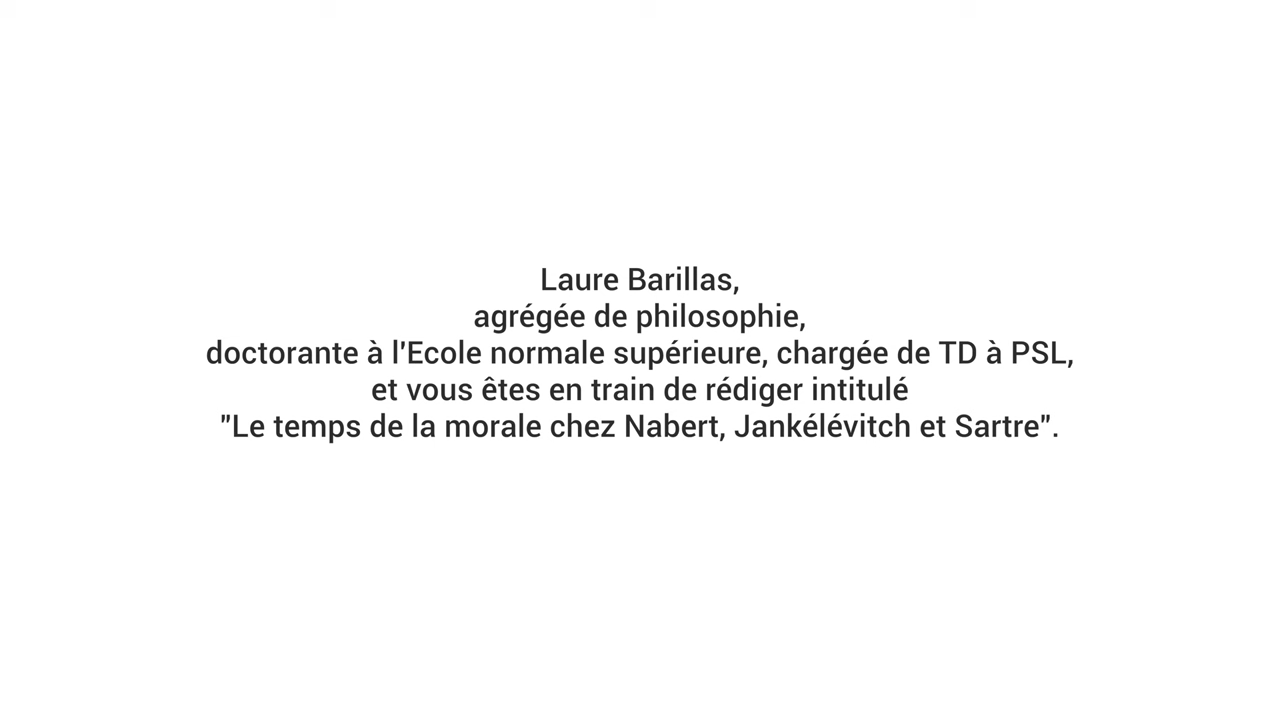 Laure Barillas,
agrégée de philosophie,
doctorante à l'Ecole normale supérieure, chargée de TD à PSL,
et vous êtes en train de rédiger intitulé
"Le temps de la morale chez Nabert, Jankélévitch et Sartre".